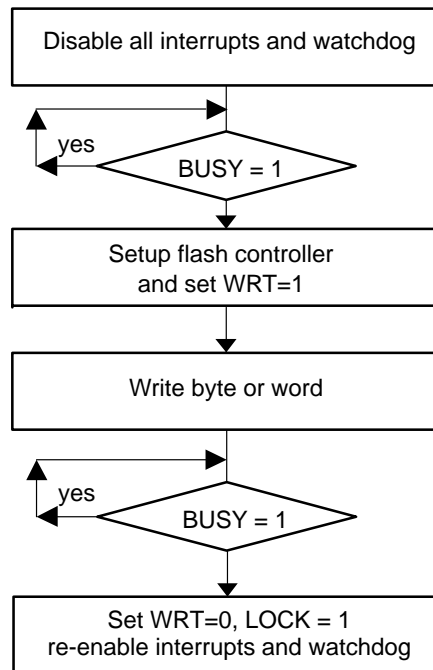 Disable all interrupts and watchdog
yes
BUSY = 1
Setup flash controller
and set WRT=1
Write byte or word
yes
BUSY = 1
Set WRT=0, LOCK = 1
re-enable interrupts and watchdog